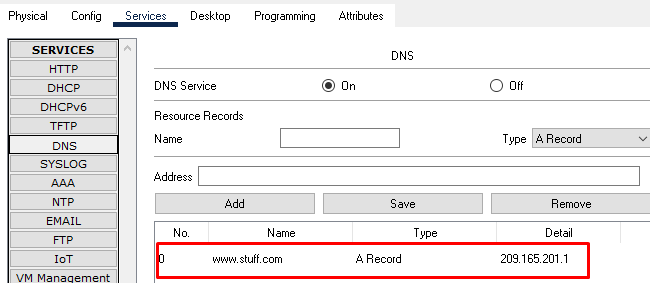 Physical Config Services Desktop Programming Attributes
SERVICES
HTTP
DHCP
DHCPv6
TFTP
DNS
SYSLOG
AAA
NTP
EMAIL
FTP
IoT
VM Management
DNS
DNS Service On Off
Resource Records
Name Type A Record
Address
Add Save Remove
No. Name Type Detail
0 www.stuff.com A Record 209.165.201.1